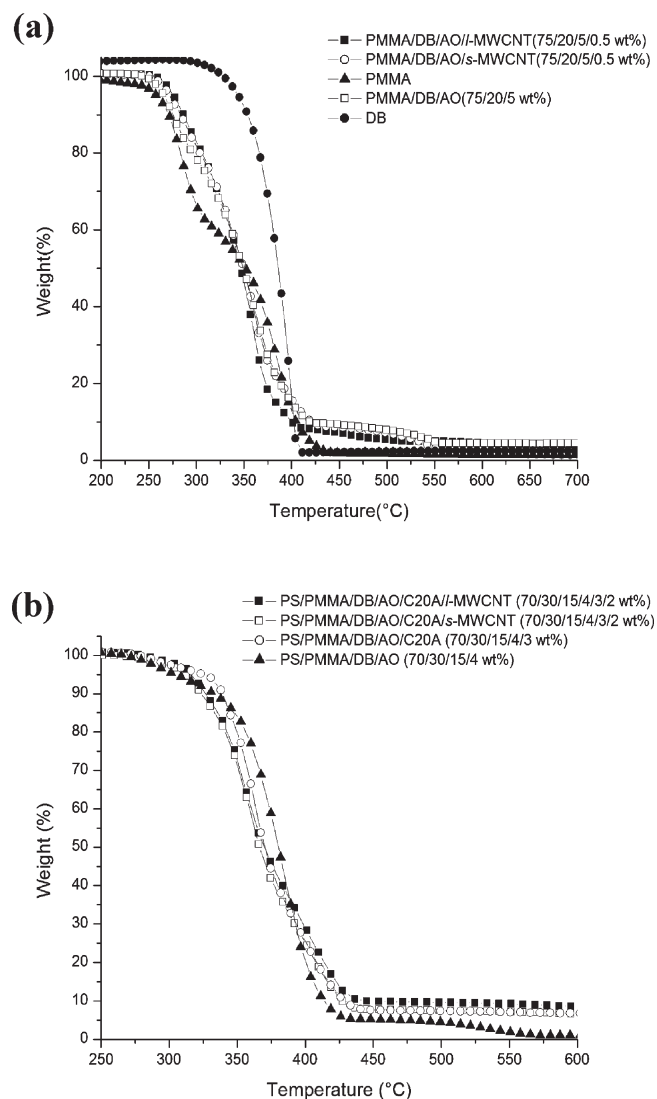 (a)
PMMA/DB/AO/l-MWCNT(75/20/5/0.5 wt%)
PMMA/DB/AO/s-MWCNT(75/20/5/0.5 wt%)
PMMA
PMMA/DB/AO(75/20/5 wt%)
DB
Weight(%)
100
80
60
40
20
0
200 250 300 350 400 450 500 550 600 650 700
Temperature(°C)
(b)
PS/PMMA/DB/AO/C20A/l-MWCNT (70/30/15/4/3/2 wt%)
PS/PMMA/DB/AO/C20A/s-MWCNT (70/30/15/4/3/2 wt%)
PS/PMMA/DB/AO/C20A (70/30/15/4/3 wt%)
PS/PMMA/DB/AO (70/30/15/4 wt%)
Weight (%)
100
90
80
70
60
50
40
30
20
10
0
250 300 350 400 450 500 550 600
Temperature (°C)